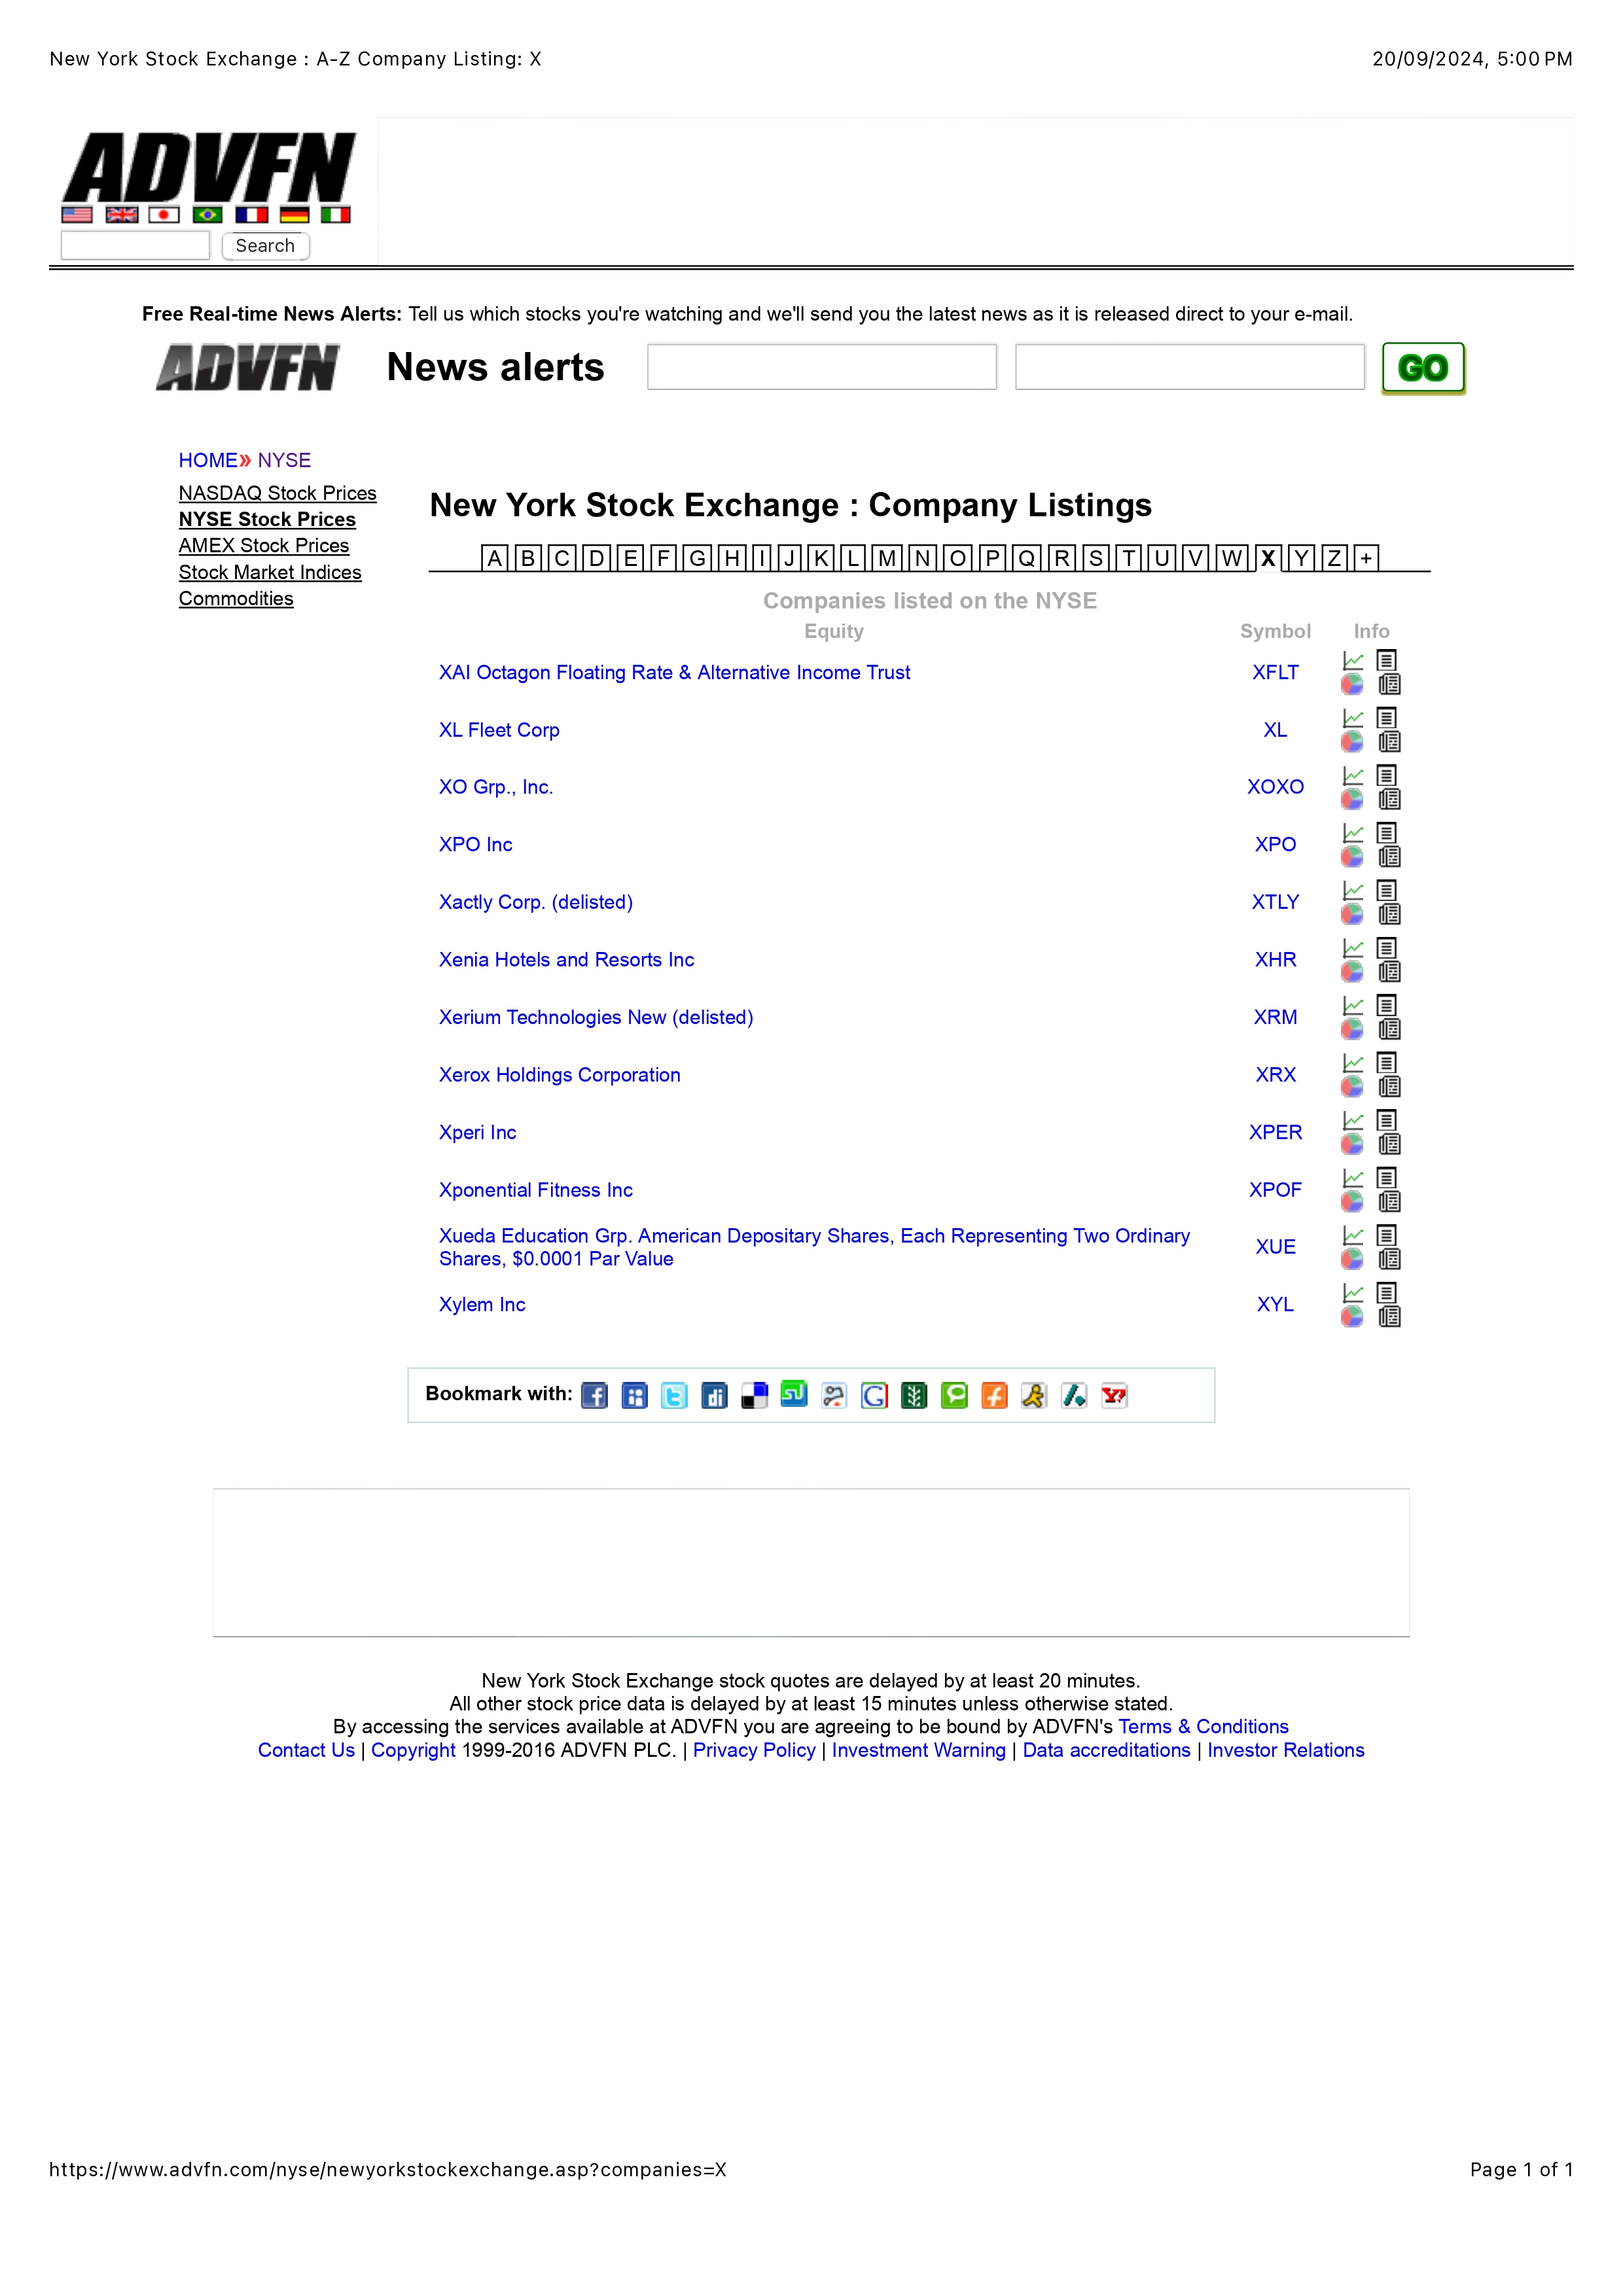 New York Stock Exchange : A-Z Company Listing: X
20/09/2024, 5:00 PM
ADVFN
Search
Free Real-time News Alerts: Tell us which stocks you're watching and we'll send you the latest news as it is released direct to your e-mail.
ADVFN News alerts GO
HOME» NYSE
NASDAQ Stock Prices
NYSE Stock Prices
AMEX Stock Prices
Stock Market Indices
Commodities
New York Stock Exchange : Company Listings
A B C D E F G H I J K L M N O P Q R S T U V W X Y Z +
Companies listed on the NYSE
Equity Symbol Info
XAI Octagon Floating Rate & Alternative Income Trust XFLT
XL Fleet Corp XL
XO Grp., Inc. XOXO
XPO Inc XPO
Xactly Corp. (delisted) XTLY
Xenia Hotels and Resorts Inc XHR
Xerium Technologies New (delisted) XRM
Xerox Holdings Corporation XRX
Xperi Inc XPER
Xponential Fitness Inc XPOF
Xueda Education Grp. American Depositary Shares, Each Representing Two Ordinary
Shares, $0.0001 Par Value XUE
Xylem Inc XYL
Bookmark with:
New York Stock Exchange stock quotes are delayed by at least 20 minutes.
All other stock price data is delayed by at least 15 minutes unless otherwise stated.
By accessing the services available at ADVFN you are agreeing to be bound by ADVFN's Terms & Conditions
Contact Us | Copyright 1999-2016 ADVFN PLC. | Privacy Policy | Investment Warning | Data accreditations | Investor Relations
https://www.advfn.com/nyse/newyorkstockexchange.asp?companies=X
Page 1 of 1